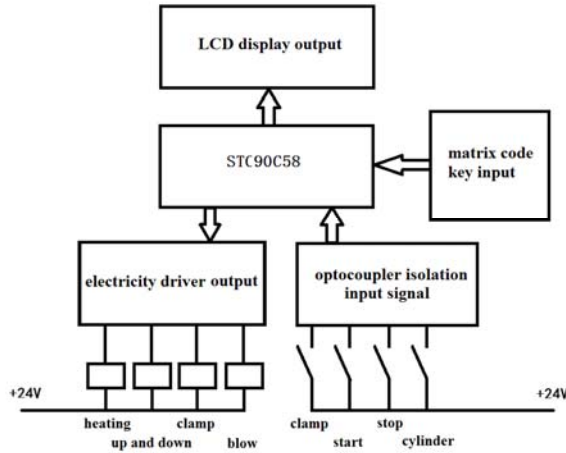 LCD display output
STC90C58
matrix code
key input
electricity driver output
optocoupler isolation
input signal
+24V
+24V
heating
clamp
clamp
stop
up and down
blow
start
cylinder